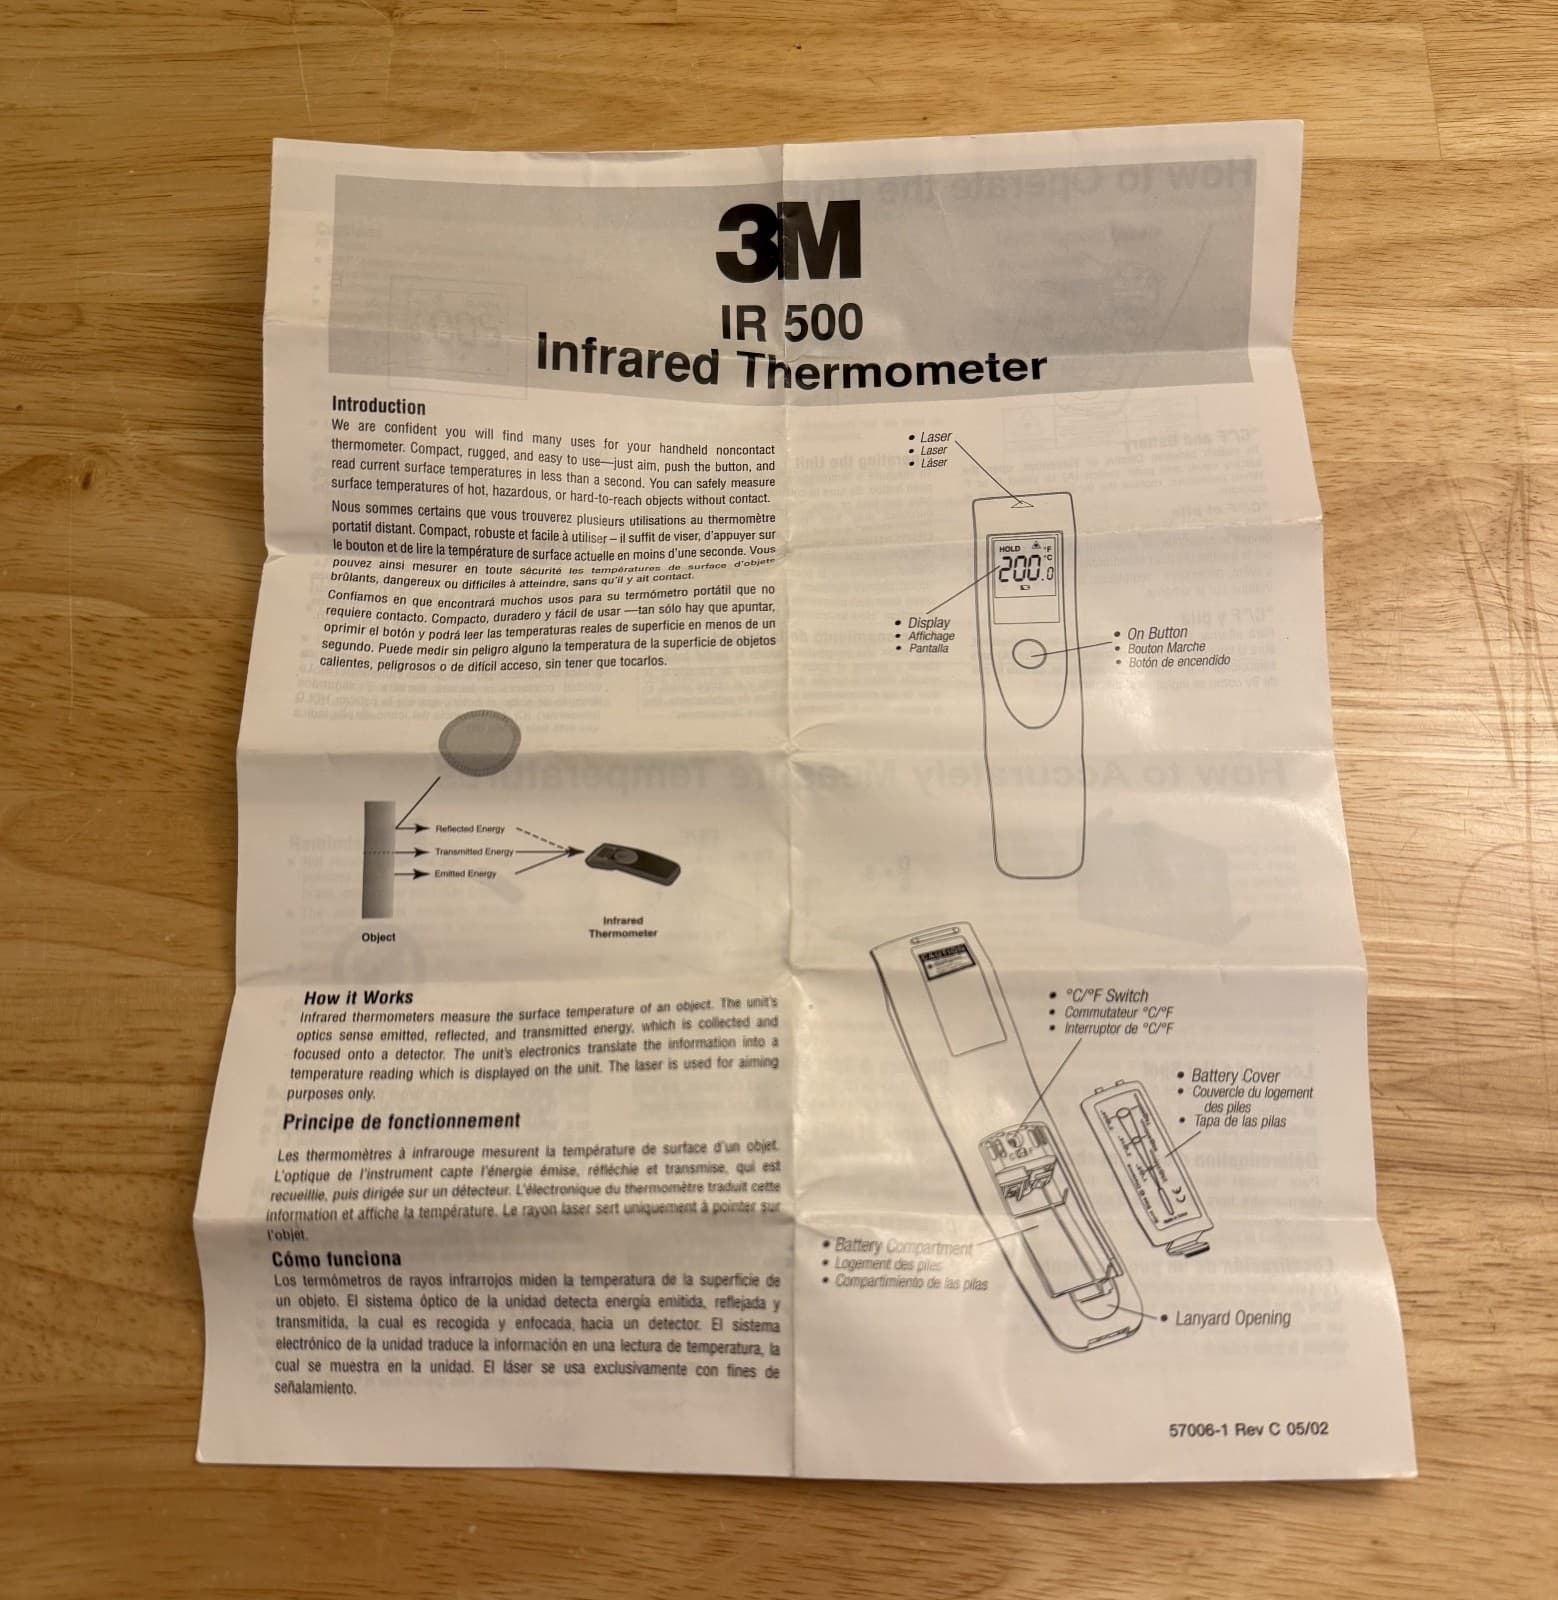 3M
IR 500
Infrared Thermometer
Introduction
We are confident you will find many uses for your handheld noncontact
thermometer. Compact, rugged, and easy to use—just aim, push the button, and
read current surface temperatures in less than a second. You can safely measure
surface temperatures of hot, hazardous, or hard-to-reach objects without contact.
Nous sommes certains que vous trouverez plusieurs utilisations au thermomètre
portatif distant. Compact, robuste et facile à utiliser – il suffit de viser, d'appuyer sur
le bouton et de lire la température de surface actuelle en moins d'une seconde. Vous
pouvez ainsi mesurer en toute sécurité les températures de surface d'objets
brûlants, dangereux ou difficiles à atteindre, sans qu'il y ait contact.
Confiamos en que encontrará muchos usos para su termómetro portátil que no
requiere contacto. Compacto, duradero y fácil de usar —tan sólo hay que apuntar,
oprimir el botón y podrá leer las temperaturas reales de superficie en menos de un
segundo. Puede medir sin peligro alguno la temperatura de la superficie de objetos
calientes, peligrosos o de difícil acceso, sin tener que tocarlos.
Reflected Energy
Transmitted Energy
Emitted Energy
Object
Infrared
Thermometer
How it Works
Infrared thermometers measure the surface temperature of an object. The unit's
optics sense emitted, reflected, and transmitted energy, which is collected and
focused onto a detector. The unit's electronics translate the information into a
temperature reading which is displayed on the unit. The laser is used for aiming
purposes only.
Principe de fonctionnement
Les thermomètres à infrarouge mesurent la température de surface d'un objet.
L'optique de l'instrument capte l'énergie émise, réfléchie et transmise, qui est
recueillie, puis dirigée sur un détecteur. L'électronique du thermomètre traduit cette
information et affiche la température. Le rayon laser sert uniquement à pointer sur
l'objet.
Cómo funciona
Los termómetros de rayos infrarrojos miden la temperatura de la superficie de
un objeto. El sistema óptico de la unidad detecta energía emitida, reflejada y
transmitida, la cual es recogida y enfocada hacia un detector. El sistema
electrónico de la unidad traduce la información en una lectura de temperatura, la
cual se muestra en la unidad. El láser se usa exclusivamente con fines de
señalamiento.
• Laser
• Laser
• Láser
HOLD °F
°C
200.0
• Display
• Affichage
• Pantalla
• On Button
• Bouton Marche
• Botón de encendido
CAUTION
• °C/°F Switch
• Commutateur °C/°F
• Interruptor de °C/°F
• Battery Cover
• Couvercle du logement
des piles
• Tapa de las pilas
• Battery Compartment
• Logement des piles
• Compartimiento de las pilas
• Lanyard Opening
57006-1 Rev C 05/02